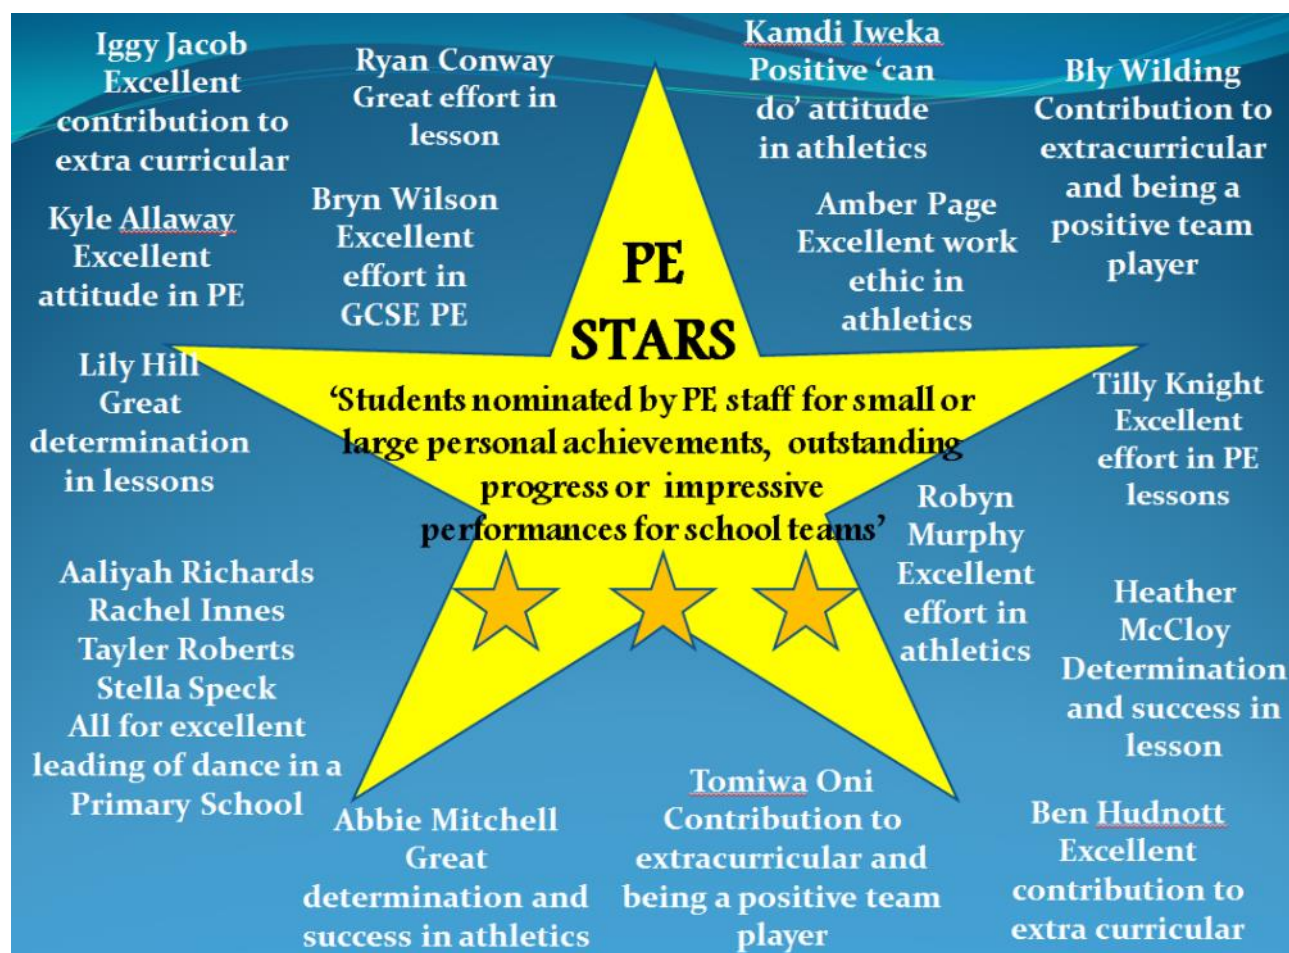 Iggy Jacob
Excellent
contribution to
extra curricular
Ryan Conway
Great effort in
lesson
Kamdi Iweka
Positive ‘can
do’ attitude
in athletics
Bly Wilding
Contribution to
extracurricular
and being a
positive team
player
Kyle Allaway
Excellent
attitude in PE
Bryn Wilson
Excellent
effort in
GCSE PE
Amber Page
Excellent work
ethic in
athletics
PE
STARS
‘Students nominated by PE staff for small or
large personal achievements, outstanding
progress or impressive
performances for school teams’
Lily Hill
Great
determination
in lessons
Tilly Knight
Excellent
effort in PE
lessons
Robyn
Murphy
Excellent
effort in
athletics
Aaliyah Richards
Rachel Innes
Tayler Roberts
Stella Speck
All for excellent
leading of dance in a
Primary School
Heather
McCloy
Determination
and success in
lesson
Abbie Mitchell
Great
determination and
success in athletics
Tomiwa Oni
Contribution to
extracurricular and
being a positive team
player
Ben Hudnott
Excellent
contribution to
extra curricular